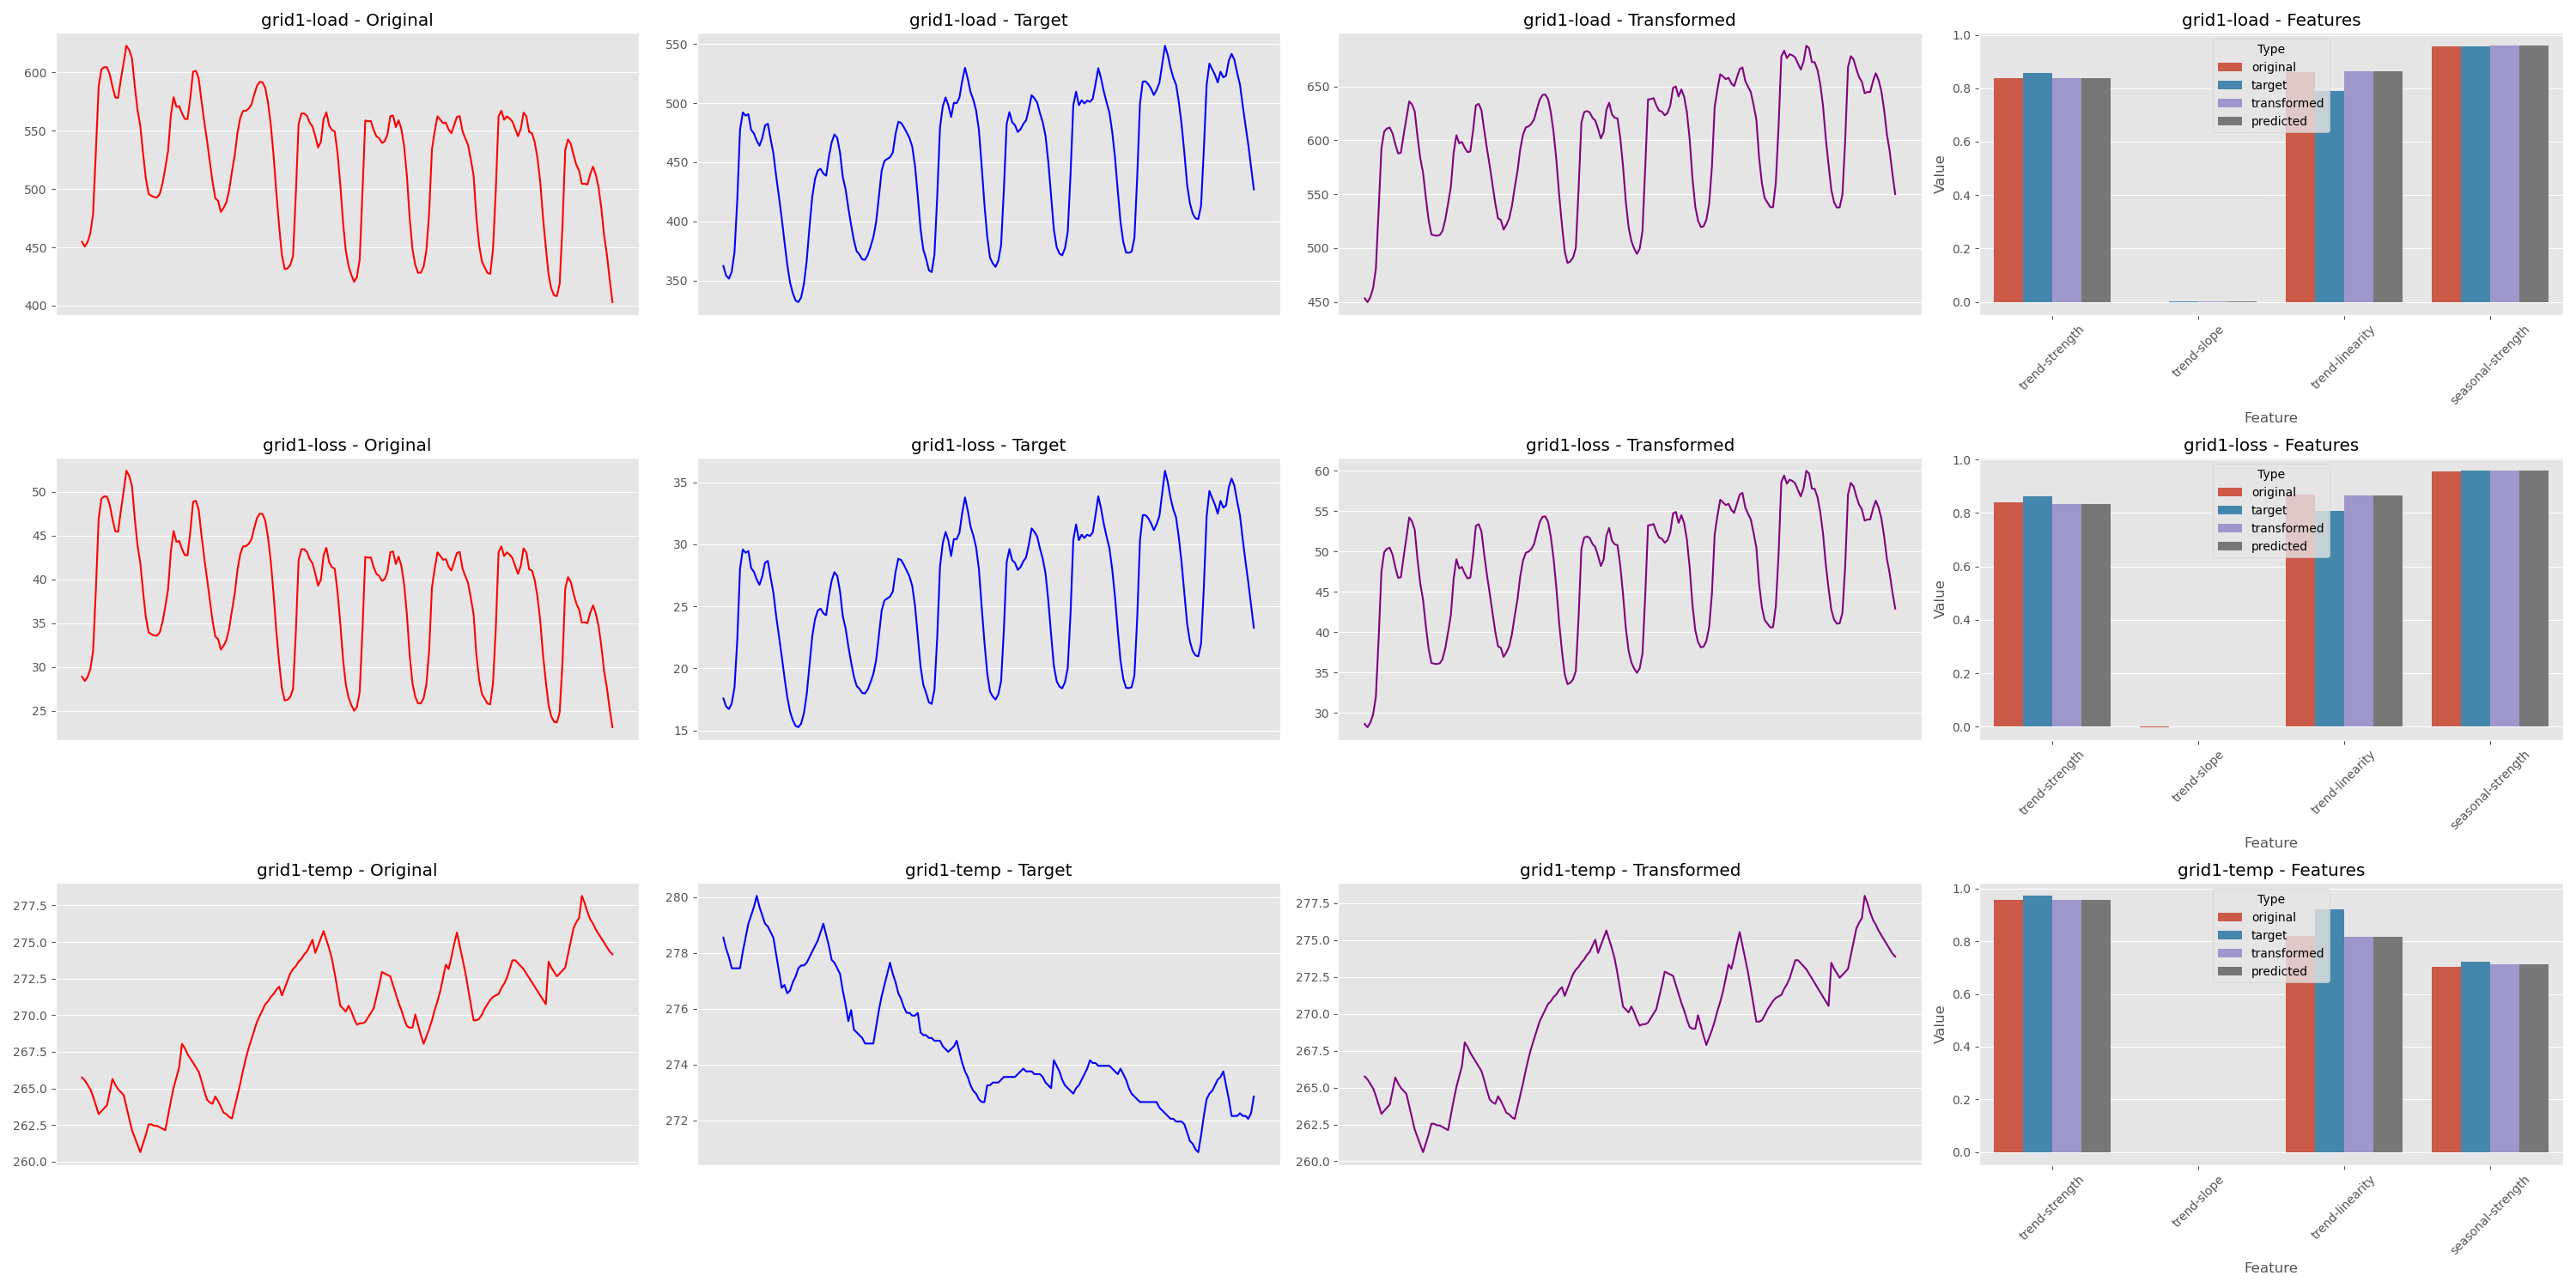 grid1-load - Original
600
550
500
450
400
grid1-load - Target
550
500
450
400
350
grid1-load - Transformed
650
600
550
500
450
grid1-load - Features
1.0
0.8
0.6
0.4
0.2
0.0
Value
Type
original
target
transformed
predicted
trend-strength
trend-slope
trend-linearity
seasonal-strength
Feature
grid1-loss - Original
50
45
40
35
30
25
grid1-loss - Target
35
30
25
20
15
grid1-loss - Transformed
60
55
50
45
40
35
30
grid1-loss - Features
1.0
0.8
0.6
0.4
0.2
0.0
Value
Type
original
target
transformed
predicted
trend-strength
trend-slope
trend-linearity
seasonal-strength
Feature
grid1-temp - Original
277.5
275.0
272.5
270.0
267.5
265.0
262.5
260.0
grid1-temp - Target
280
278
276
274
272
grid1-temp - Transformed
277.5
275.0
272.5
270.0
267.5
265.0
262.5
260.0
grid1-temp - Features
1.0
0.8
0.6
0.4
0.2
0.0
Value
Type
original
target
transformed
predicted
trend-strength
trend-slope
trend-linearity
seasonal-strength
Feature